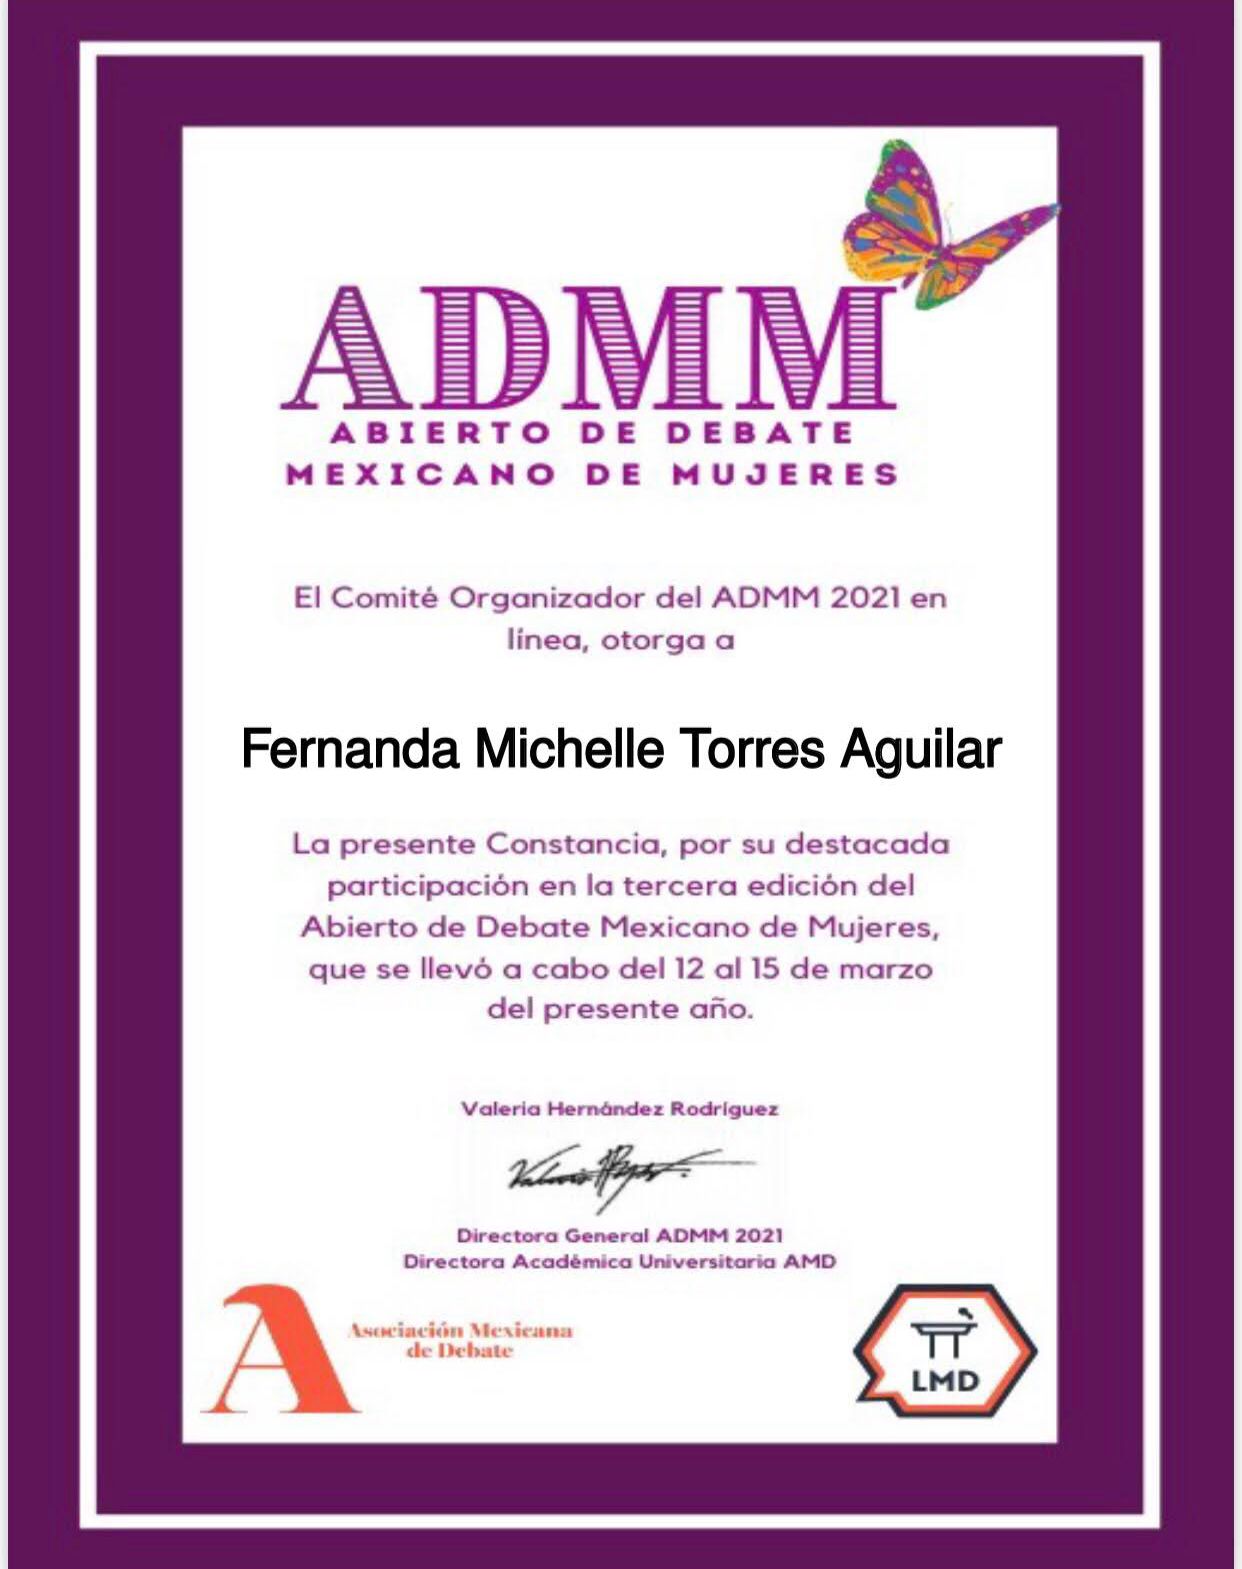 ADMM
ABIERTO DE DEBATE
MEXICANO DE MUJERES
El Comité Organizador del ADMM 2021 en
línea, otorga a
Fernanda Michelle Torres Aguilar
La presente Constancia, por su destacada
participación en la tercera edición del
Abierto de Debate Mexicano de Mujeres,
que se llevó a cabo del 12 al 15 de marzo
del presente año.
Valeria Hernández Rodríguez
Directora General ADMM 2021
Directora Académica Universitaria AMD
A
Asociación Mexicana
de Debate
LMD